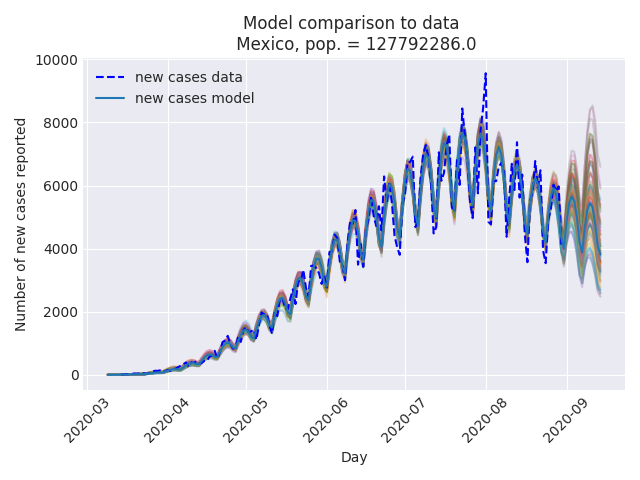 Model comparison to data
Mexico, pop. = 127792286.0
new cases data
new cases model
Number of new cases reported
10000
8000
6000
4000
2000
0
2020-03
2020-04
2020-05
2020-06
2020-07
2020-08
2020-09
Day